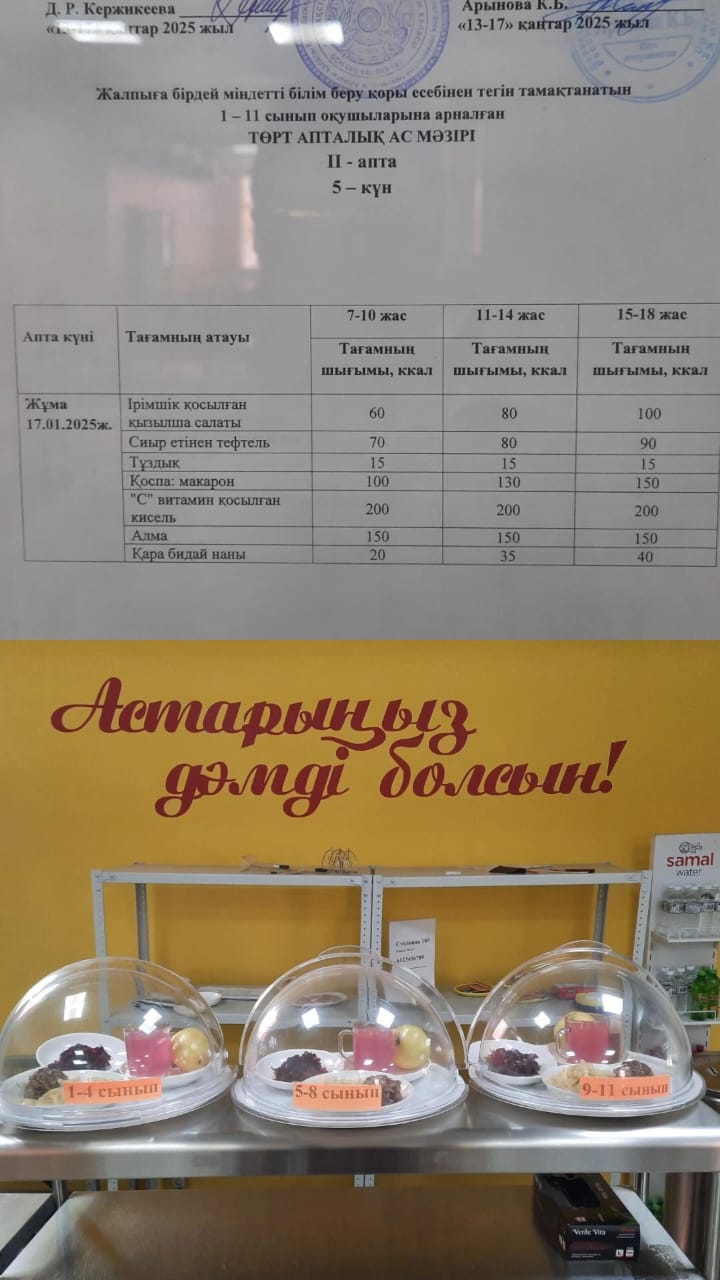 Д. Р. Кержикеева
Арынова К.Б.
қаңтар 2025 жыл
«13-17» қаңтар 2025 жыл
Жалпыға бірдей міндетті білім беру қоры есебінен тегін тамақтанатын
1 – 11 сынып оқушыларына арналған
ТӨРТ АПТАЛЫҚ АС МӘЗІРІ
II - апта
5 – күн
Апта күні Тағамның атауы 7-10 жас 11-14 жас 15-18 жас
Тағамның шығымы, ккал Тағамның шығымы, ккал Тағамның шығымы, ккал
Жұма 17.01.2025ж. Ірімшік қосылған қызылша салаты 60 80 100
Сиыр етінен тефтель 70 80 90
Тұздық 15 15 15
Қоспа: макарон 100 130 150
"С" витамин қосылған кисель 200 200 200
Алма 150 150 150
Қара бидай наны 20 35 40
Астарыңыз
дәмді болсын!
samal
water
Столовая
1-4 сынып
5-8 сынып
9-11 сынып
Verde Vita